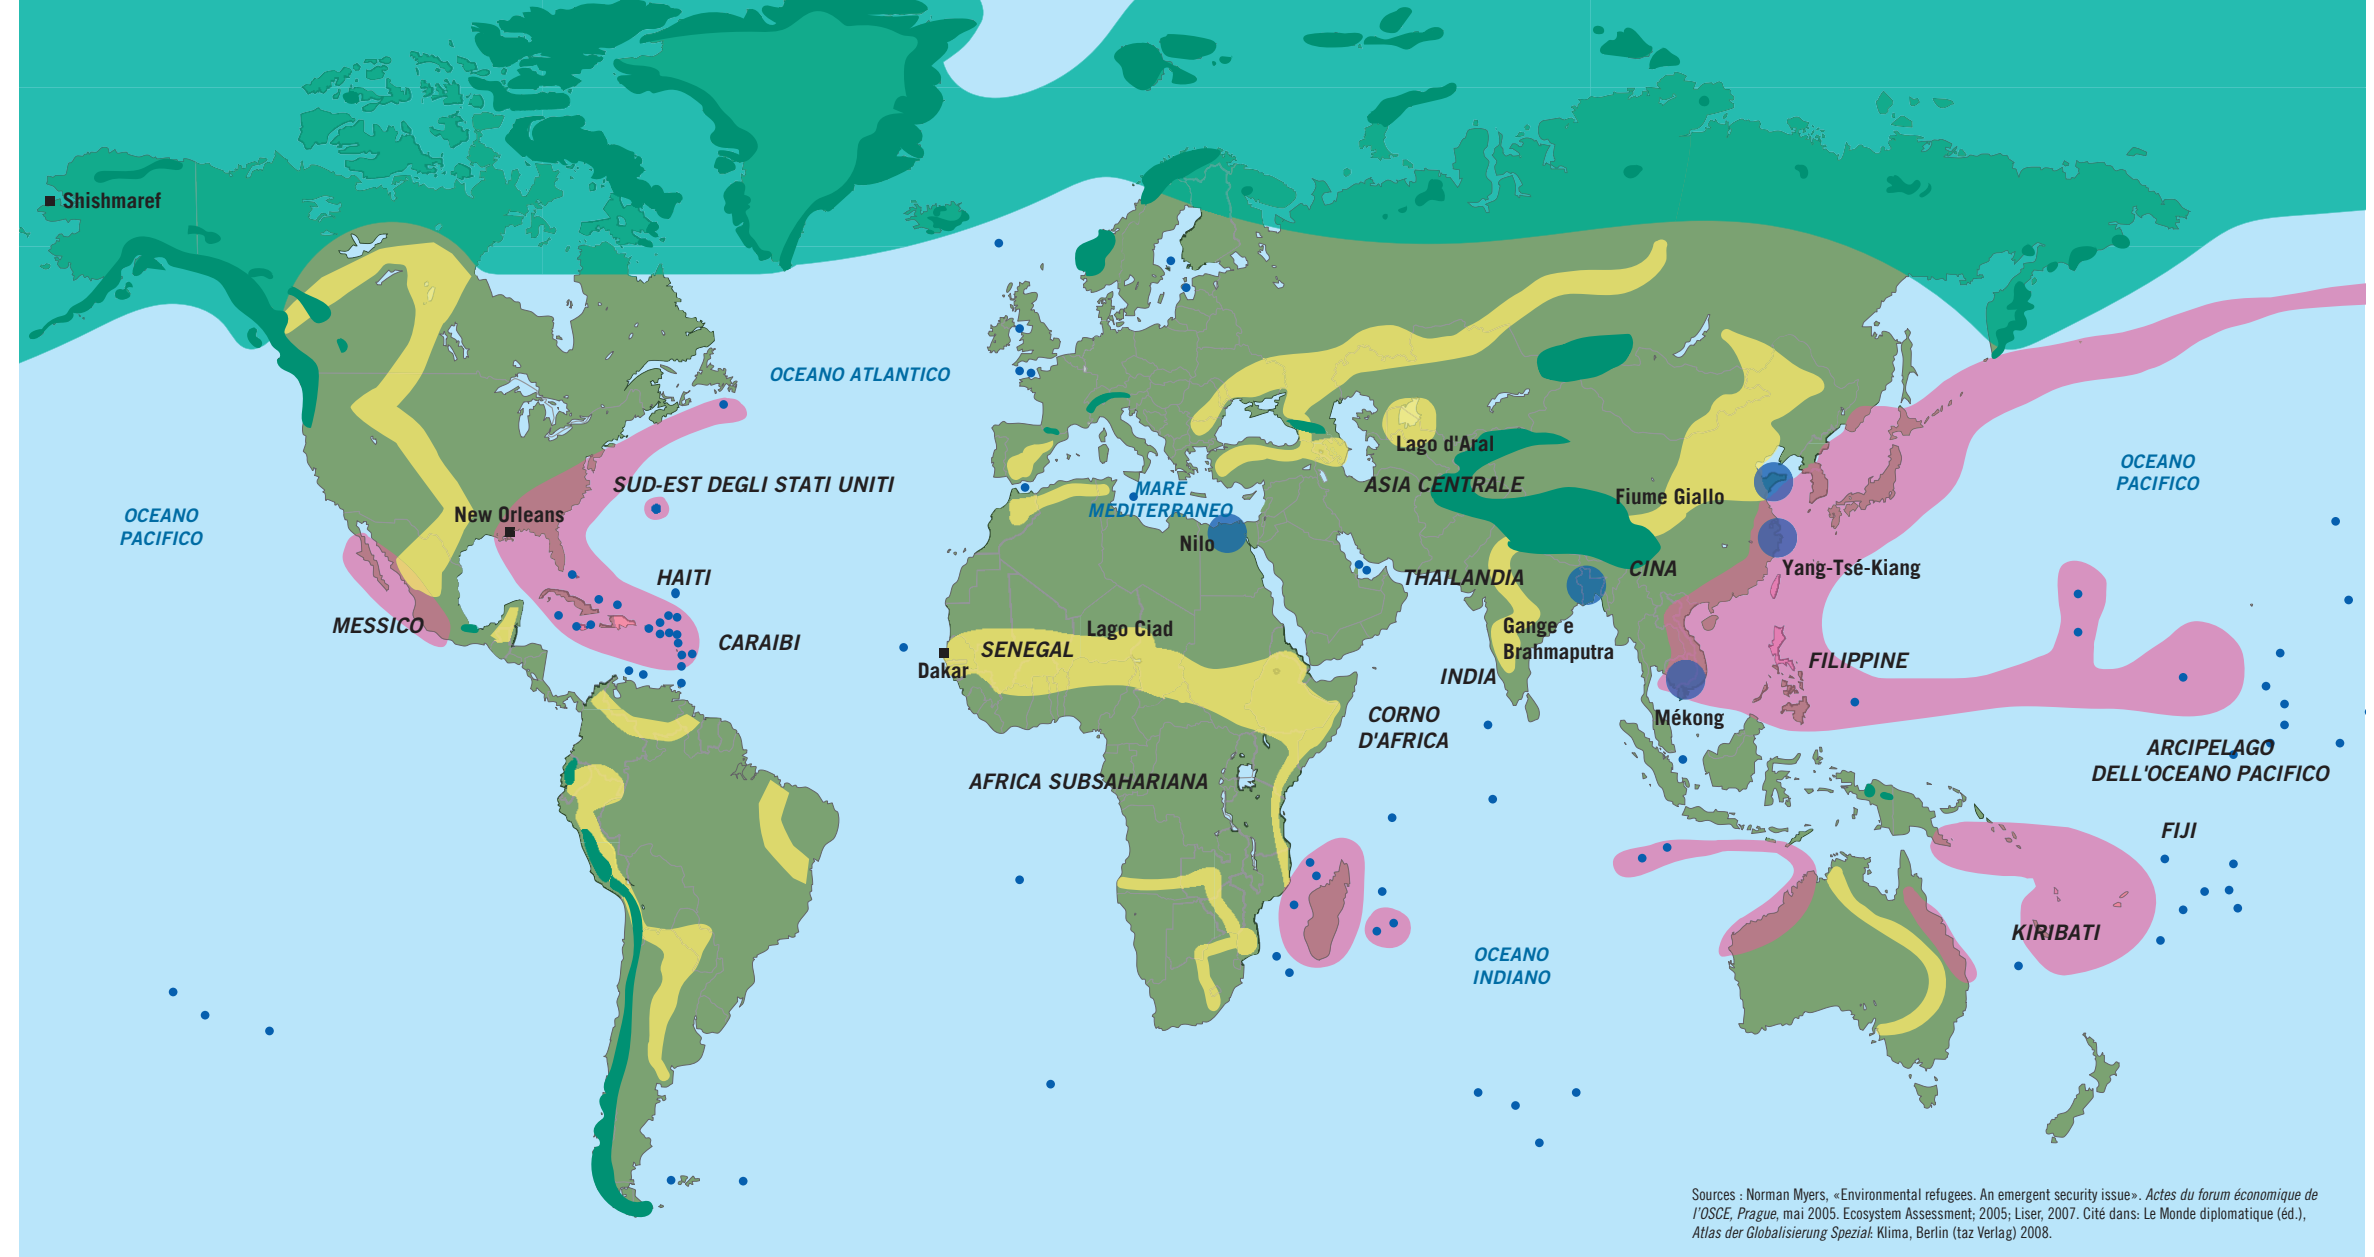 Shishmaref
OCEANO ATLANTICO
Lago d'Aral
OCEANO
PACIFICO
SUD-EST DEGLI STATI UNITI
ASIA CENTRALE
MARE
MEDITERRANEO
Fiume Giallo
New Orleans
OCEANO
PACIFICO
Nilo
Yang-Tsé-Kiang
HAITI
THAILANDIA
CINA
MESSICO
CARAIBI
Lago Ciad
SENEGAL
Dakar
Gange e
Brahmaputra
FILIPPINE
INDIA
CORNO
D'AFRICA
Mékong
ARCIPELAGO
DELL'OCEANO PACIFICO
AFRICA SUBSAHARIANA
FIJI
KIRIBATI
OCEANO
INDIANO
Sources : Norman Myers, «Environmental refugees. An emergent security issue». Actes du forum économique de
l'OSCE, Prague, mai 2005. Ecosystem Assessment; 2005; Liser, 2007. Cité dans: Le Monde diplomatique (éd.),
Atlas der Globalisierung Spezial: Klima, Berlin (taz Verlag) 2008.